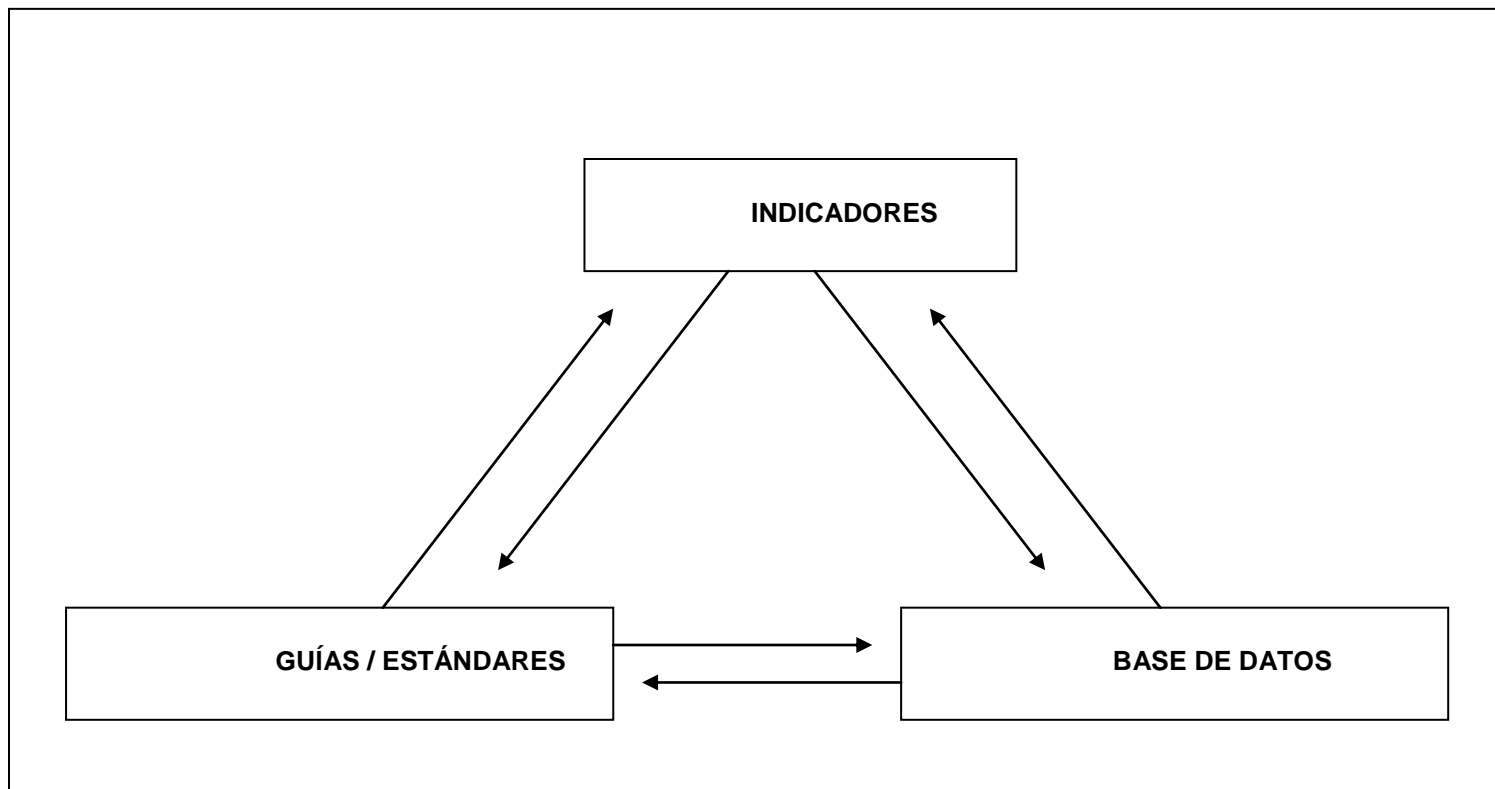 INDICADORES
GUÍAS / ESTÁNDARES
BASE DE DATOS